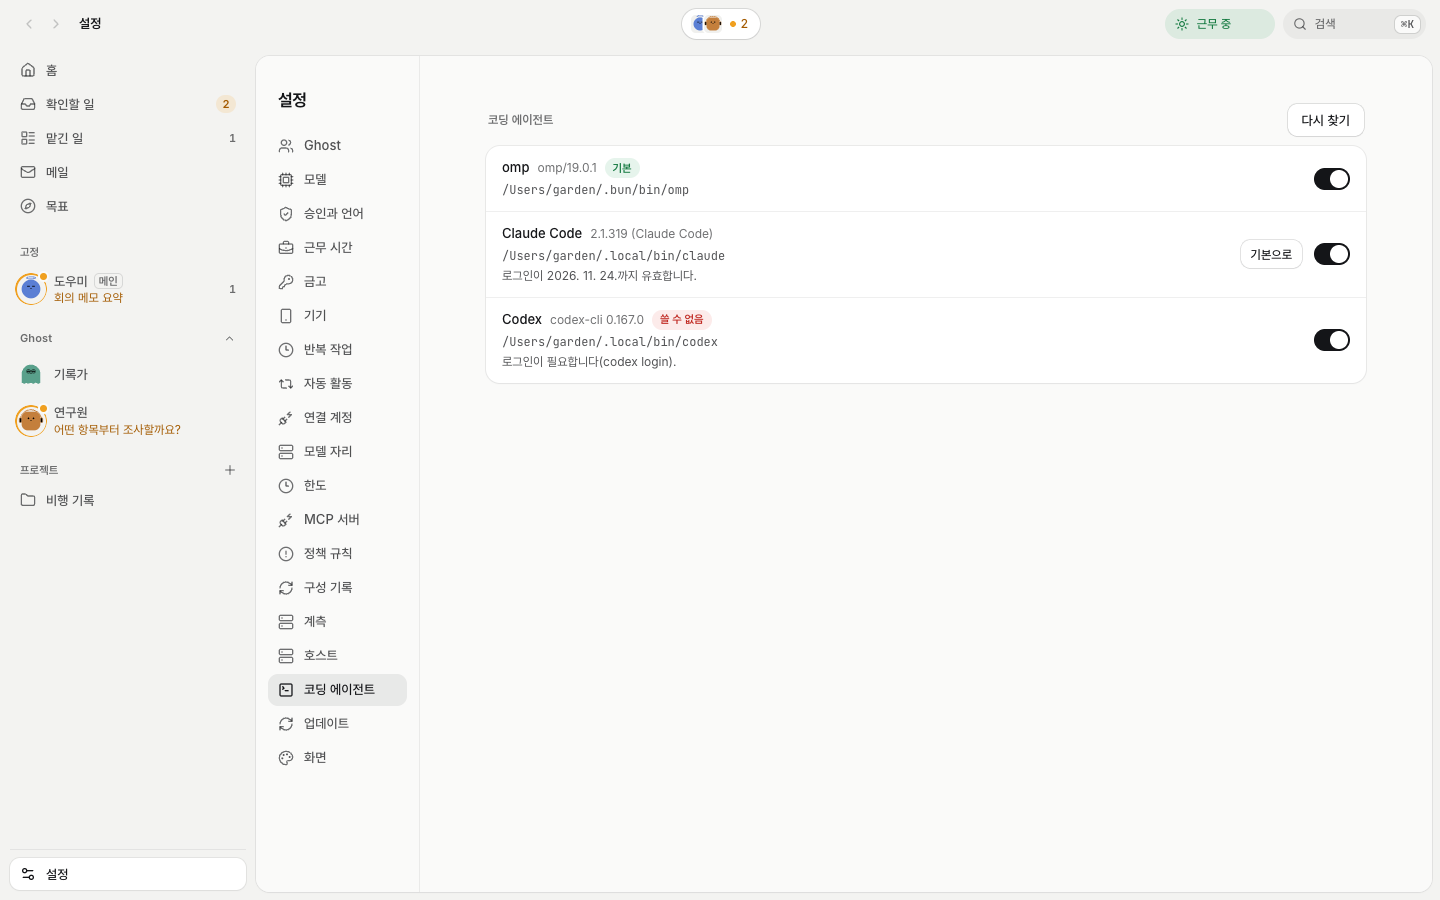 설정
2
근무 중
검색
⌘K
홈
확인할 일
2
맡긴 일
1
메일
목표
고정
도우미
메인
회의 메모 요약
1
Ghost
기록가
연구원
어떤 항목부터 조사할까요?
프로젝트
비행 기록
설정
설정
Ghost
모델
승인과 언어
근무 시간
금고
기기
반복 작업
자동 활동
연결 계정
모델 자리
한도
MCP 서버
정책 규칙
구성 기록
계측
호스트
코딩 에이전트
업데이트
화면
코딩 에이전트
다시 찾기
omp omp/19.0.1 기본
/Users/garden/.bun/bin/omp
Claude Code 2.1.319 (Claude Code)
/Users/garden/.local/bin/claude
로그인이 2026. 11. 24.까지 유효합니다.
기본으로
Codex codex-cli 0.167.0 쓸 수 없음
/Users/garden/.local/bin/codex
로그인이 필요합니다(codex login).